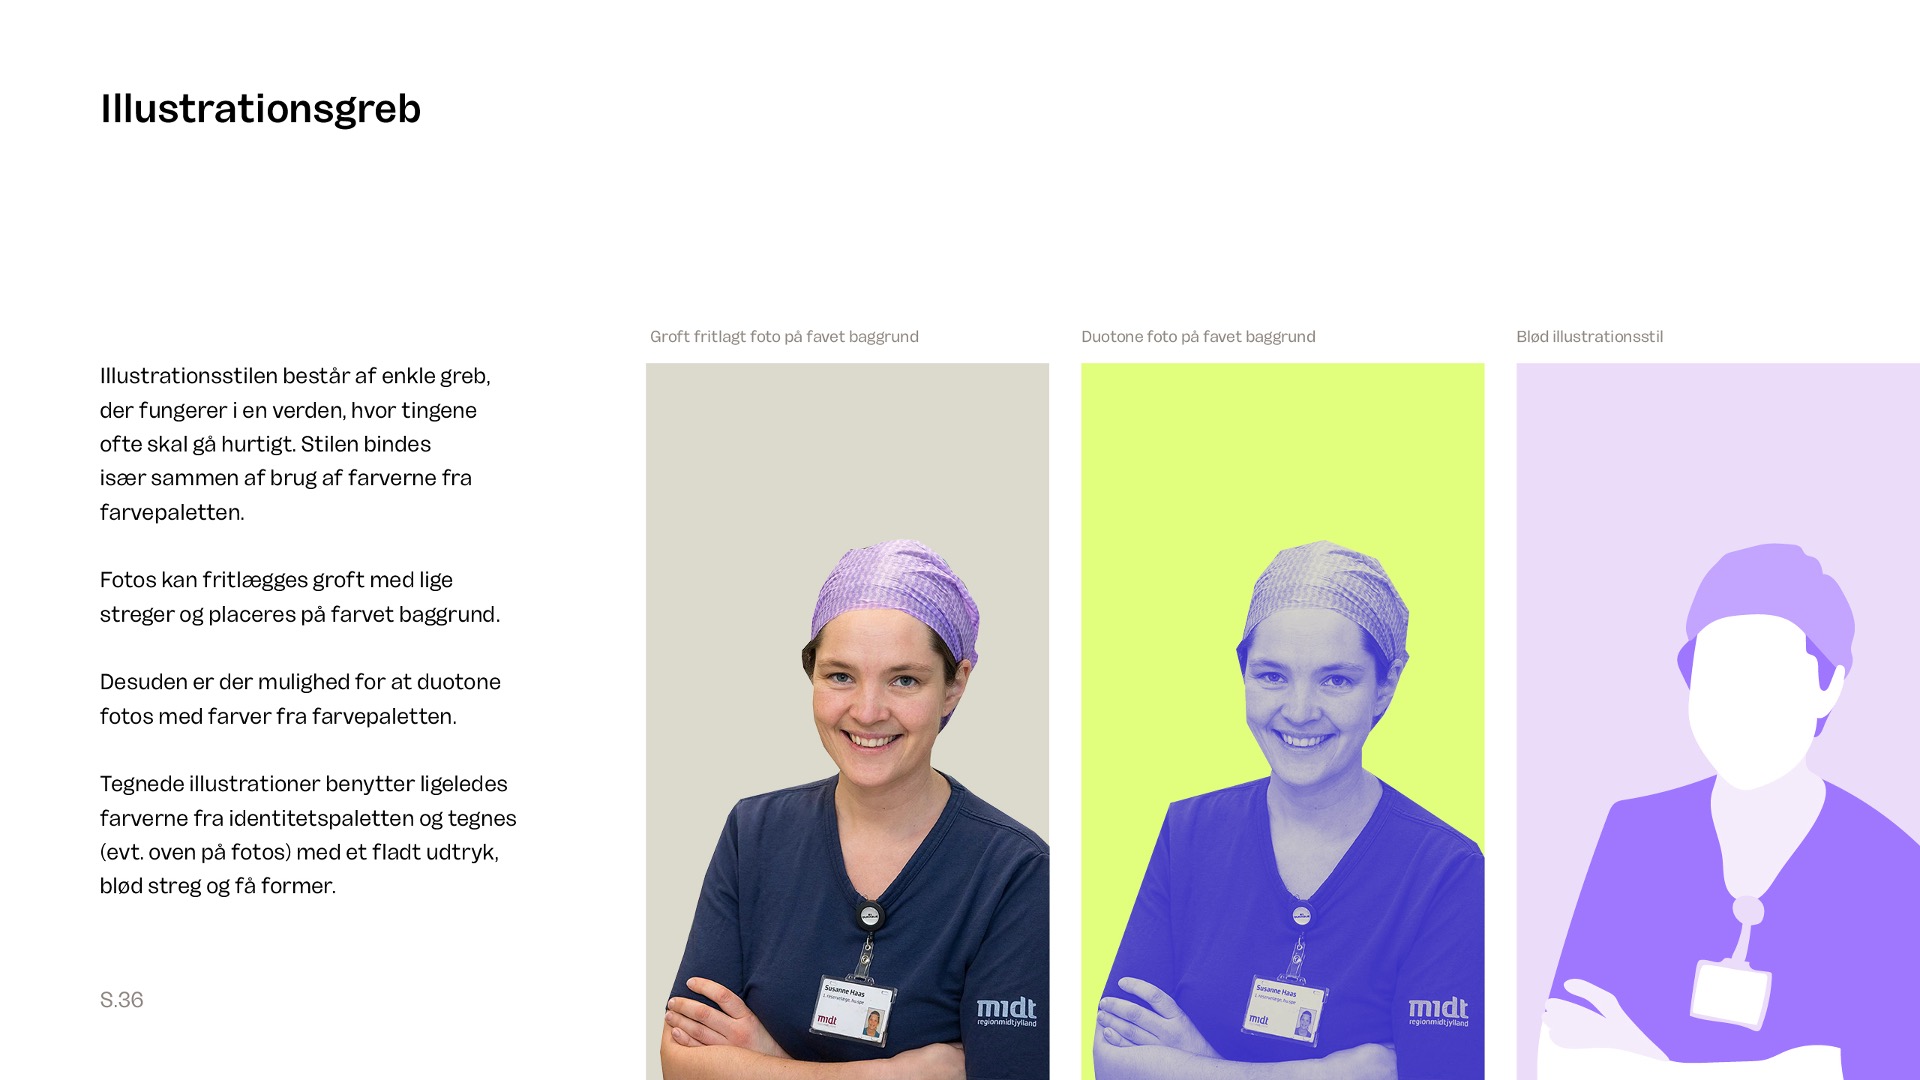 Illustrationsgreb
Illustrationsstilen består af enkle greb,
der fungerer i en verden, hvor tingene
ofte skal gå hurtigt. Stilen bindes
især sammen af brug af farverne fra
farvepaletten.
Fotos kan fritlægges groft med lige
streger og placeres på farvet baggrund.
Desuden er der mulighed for at duotone
fotos med farver fra farvepaletten.
Tegnede illustrationer benytter ligeledes
farverne fra identitetspaletten og tegnes
(evt. oven på fotos) med et fladt udtryk,
blød streg og få former.
S.36
Groft fritlagt foto på favet baggrund
Susanne Haas
midt
midt
regionmidtjylland
Duotone foto på favet baggrund
Susanne Haas
midt
midt
regionmidtjylland
Blød illustrationsstil